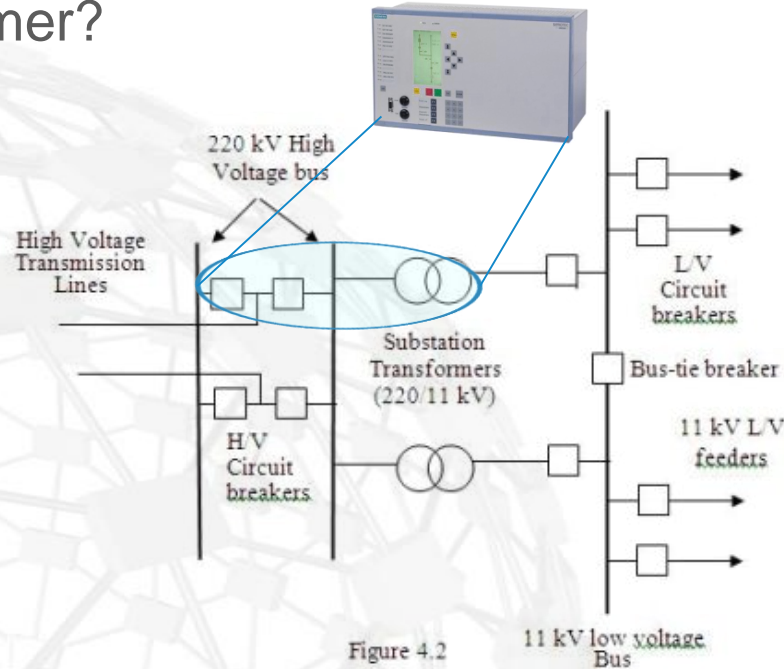 mer?
220 kV High
Voltage bus
High Voltage
Transmission
Lines
L/V
Circuit
breakers
Substation
Transformers
(220/11 kV)
Bus-tie breaker
H/V
Circuit
breakers
11 kV L/V
feeders
Figure 4.2
11 kV low voltage
Bus